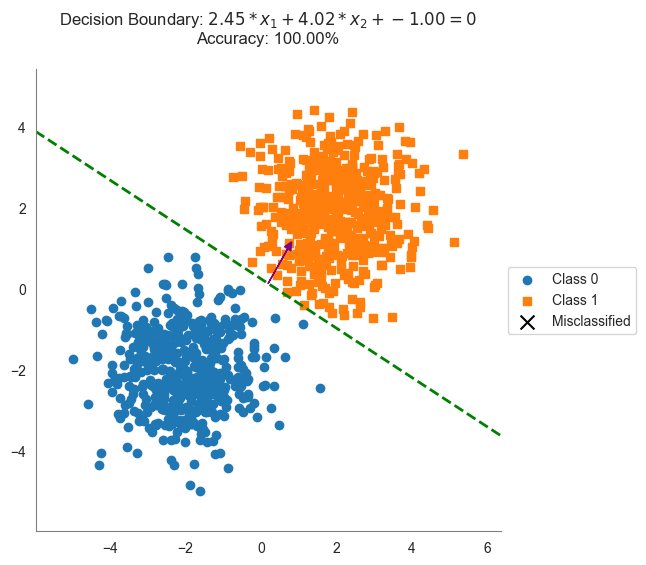 Decision Boundary: 2.45 * x₁ + 4.02 * x₂ + −1.00 = 0
Accuracy: 100.00%
4
2
0
−2
−4
−4
−2
0
2
4
6
Class 0
Class 1
Misclassified